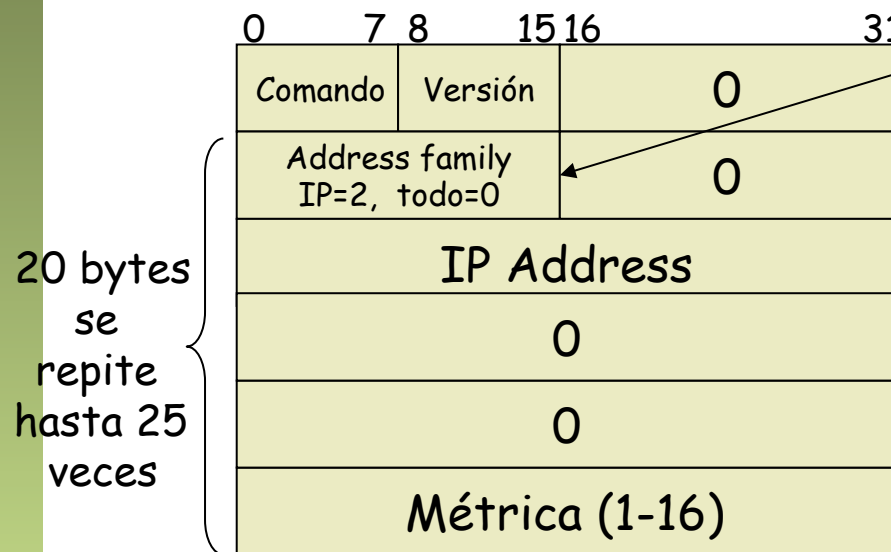 0 7 8 15 16 31
Comando Versión 0
Address family
IP=2, todo=0
0
IP Address
0
0
Métrica (1-16)
20 bytes
se
repite
hasta 25
veces